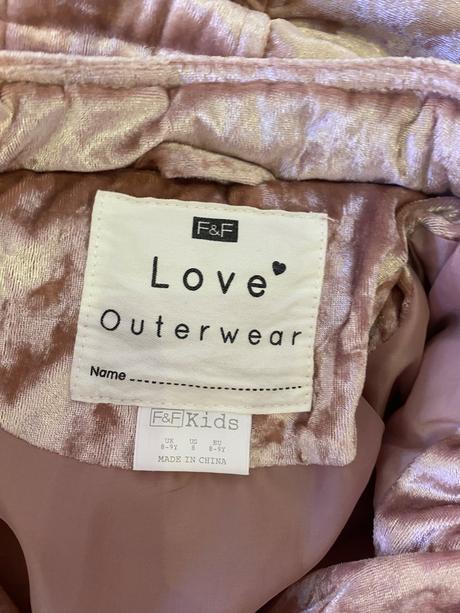 F&F
Love
Outerwear
Name
F&F Kids
UK US EU
8-9Y 8 8-9Y
MADE IN CHINA